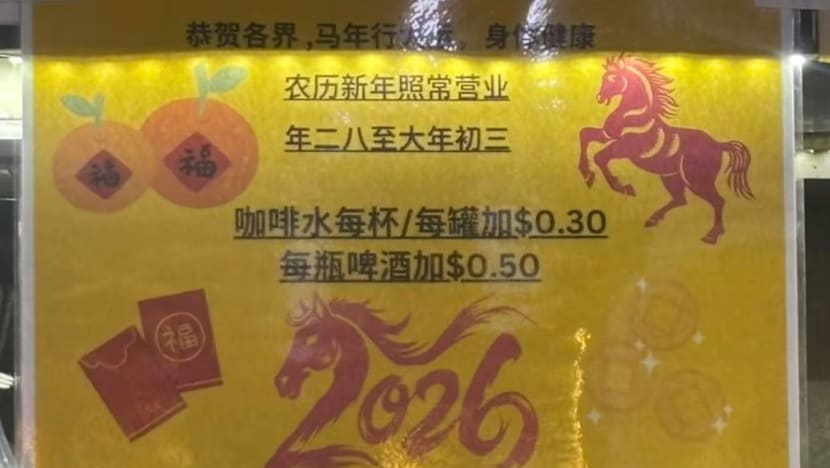 恭贺各界,马年行大运，身体健康
农历新年照常营业
年二八至大年初三
福
福
咖啡水每杯/每罐加$0.30
每瓶啤酒加$0.50
福
2026